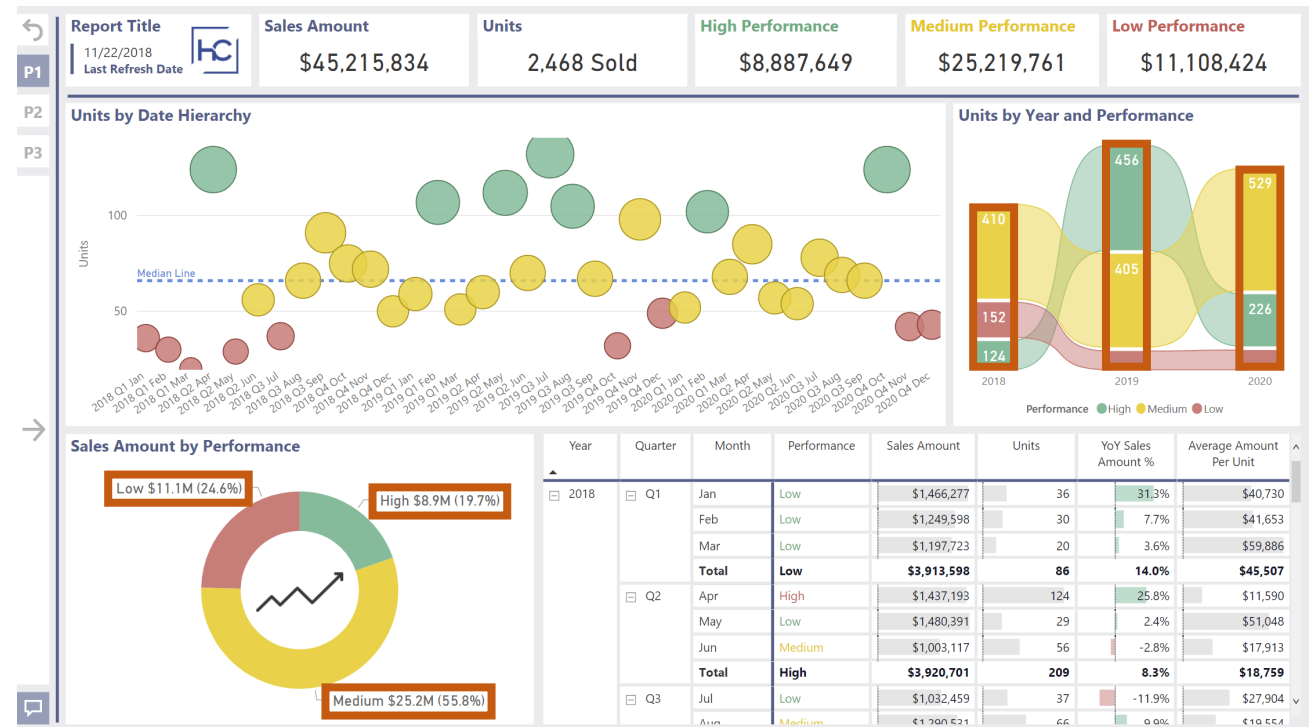 Report Title
11/22/2018
Last Refresh Date
hC
Sales Amount
$45,215,834
Units
2,468 Sold
High Performance
$8,887,649
Medium Performance
$25,219,761
Low Performance
$11,108,424
P1
P2
P3
Units by Date Hierarchy
Units
100
50
Median Line
2018 Q1 Jan
2018 Q1 Feb
2018 Q1 Mar
2018 Q2 Apr
2018 Q2 May
2018 Q2 Jun
2018 Q3 Jul
2018 Q3 Aug
2018 Q3 Sep
2018 Q4 Oct
2018 Q4 Nov
2018 Q4 Dec
2019 Q1 Jan
2019 Q1 Feb
2019 Q1 Mar
2019 Q2 Apr
2019 Q2 May
2019 Q2 Jun
2019 Q3 Jul
2019 Q3 Aug
2019 Q3 Sep
2019 Q4 Oct
2019 Q4 Nov
2019 Q4 Dec
2020 Q1 Jan
2020 Q1 Feb
2020 Q1 Mar
2020 Q2 Apr
2020 Q2 May
2020 Q2 Jun
2020 Q3 Jul
2020 Q3 Aug
2020 Q3 Sep
2020 Q4 Oct
2020 Q4 Nov
2020 Q4 Dec
Units by Year and Performance
410
152
124
456
405
529
226
2018
2019
2020
Performance High Medium Low
Sales Amount by Performance
Low $11.1M (24.6%)
High $8.9M (19.7%)
Medium $25.2M (55.8%)
Year Quarter Month Performance Sales Amount Units YoY Sales Amount % Average Amount Per Unit
2018 Q1 Jan Low $1,466,277 36 31.3% $40,730
Feb Low $1,249,598 30 7.7% $41,653
Mar Low $1,197,723 20 3.6% $59,886
Total Low $3,913,598 86 14.0% $45,507
Q2 Apr High $1,437,193 124 25.8% $11,590
May Low $1,480,391 29 2.4% $51,048
Jun Medium $1,003,117 56 -2.8% $17,913
Total High $3,920,701 209 8.3% $18,759
Q3 Jul Low $1,032,459 37 -11.9% $27,904
Aug Medium $1,290,531 66 9.9% $19,554